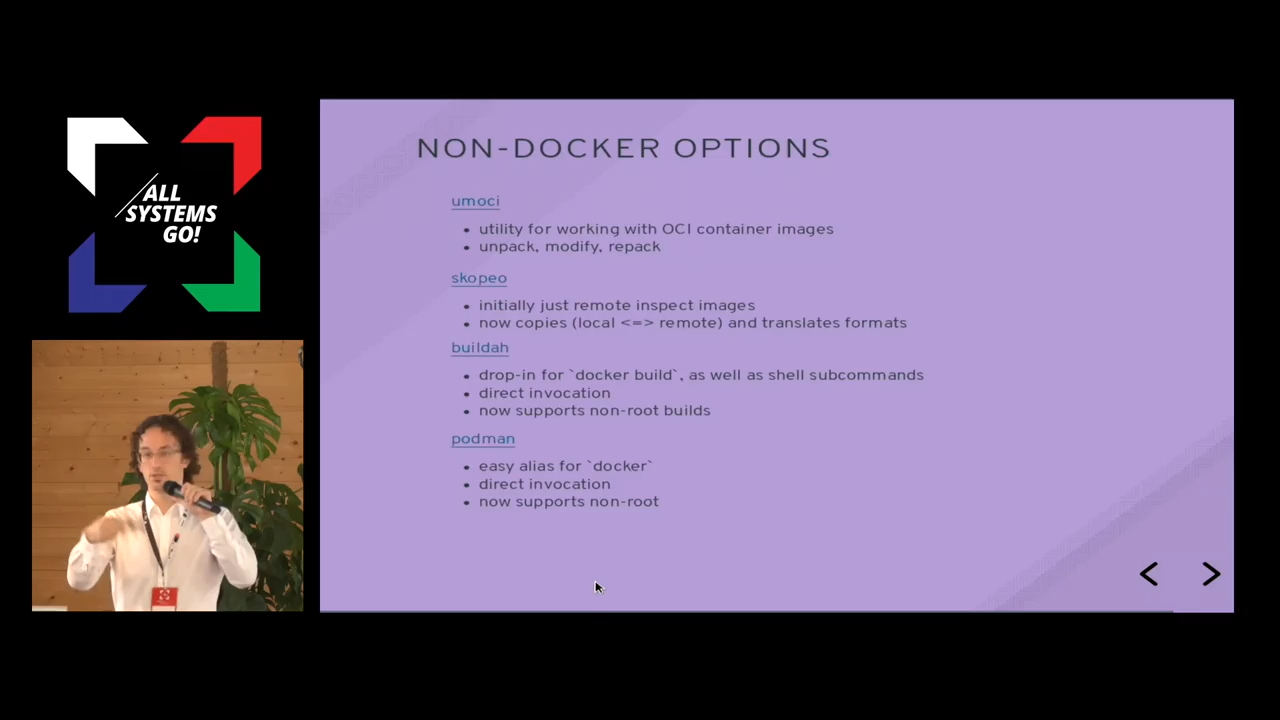 ALL
SYSTEMS
GO!
NON-DOCKER OPTIONS
umoci
• utility for working with OCI container images
• unpack, modify, repack
skopeo
• initially just remote inspect images
• now copies (local <=> remote) and translates formats
buildah
• drop-in for `docker build`, as well as shell subcommands
• direct invocation
• now supports non-root builds
podman
• easy alias for `docker`
• direct invocation
• now supports non-root